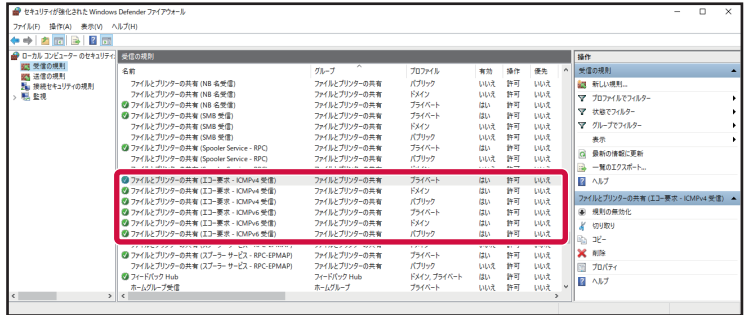 セキュリティが強化された Windows Defender ファイアウォール
ファイル(F) 操作(A) 表示(V) ヘルプ(H)
ローカル コンピューター のセキュリティ
受信の規則
送信の規則
接続セキュリティの規則
監視
受信の規則
名前 グループ プロファイル 有効 操作 優先
ファイルとプリンターの共有 (NB 名受信) ファイルとプリンターの共有 パブリック いいえ 許可 いいえ
ファイルとプリンターの共有 (NB 名受信) ファイルとプリンターの共有 ドメイン いいえ 許可 いいえ
ファイルとプリンターの共有 (NB 名受信) ファイルとプリンターの共有 プライベート はい 許可 いいえ
ファイルとプリンターの共有 (SMB 受信) ファイルとプリンターの共有 プライベート はい 許可 いいえ
ファイルとプリンターの共有 (SMB 受信) ファイルとプリンターの共有 ドメイン いいえ 許可 いいえ
ファイルとプリンターの共有 (SMB 受信) ファイルとプリンターの共有 パブリック いいえ 許可 いいえ
ファイルとプリンターの共有 (Spooler Service - RPC) ファイルとプリンターの共有 プライベート はい 許可 いいえ
ファイルとプリンターの共有 (Spooler Service - RPC) ファイルとプリンターの共有 パブリック いいえ 許可 いいえ
ファイルとプリンターの共有 (エコー要求 - ICMPv4 受信) ファイルとプリンターの共有 プライベート はい 許可 いいえ
ファイルとプリンターの共有 (エコー要求 - ICMPv4 受信) ファイルとプリンターの共有 ドメイン はい 許可 いいえ
ファイルとプリンターの共有 (エコー要求 - ICMPv4 受信) ファイルとプリンターの共有 パブリック はい 許可 いいえ
ファイルとプリンターの共有 (エコー要求 - ICMPv6 受信) ファイルとプリンターの共有 プライベート はい 許可 いいえ
ファイルとプリンターの共有 (エコー要求 - ICMPv6 受信) ファイルとプリンターの共有 ドメイン はい 許可 いいえ
ファイルとプリンターの共有 (エコー要求 - ICMPv6 受信) ファイルとプリンターの共有 パブリック はい 許可 いいえ
ファイルとプリンターの共有 (スプーラー サービス - RPC-EPMAP) ファイルとプリンターの共有 プライベート はい 許可 いいえ
ファイルとプリンターの共有 (スプーラー サービス - RPC-EPMAP) ファイルとプリンターの共有 パブリック いいえ 許可 いいえ
フィードバック Hub フィードバック Hub ドメイン, プライベート はい 許可 いいえ
ホームグループ受信 ホームグループ プライベート いいえ 許可 いいえ
操作
受信の規則
新しい規則...
プロファイルでフィルター
状態でフィルター
グループでフィルター
表示
最新の情報に更新
一覧のエクスポート...
ヘルプ
ファイルとプリンターの共有 (エコー要求 - ICMPv4 受信)
規則の無効化
切り取り
コピー
削除
プロパティ
ヘルプ